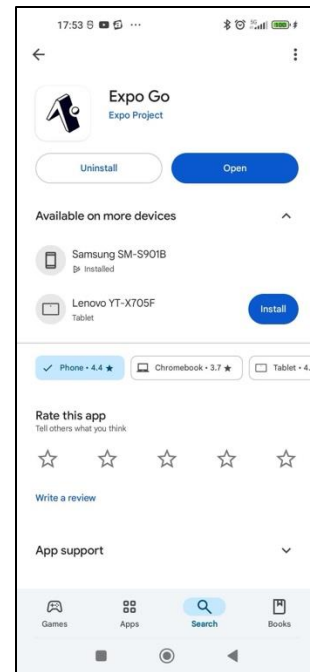 17:53
Expo Go
Expo Project
Uninstall
Open
Available on more devices
Samsung SM-S901B
Installed
Lenovo YT-X705F
Tablet
Install
Phone • 4.4 ★
Chromebook • 3.7 ★
Tablet • 4.
Rate this app
Tell others what you think
Write a review
App support
Games
Apps
Search
Books